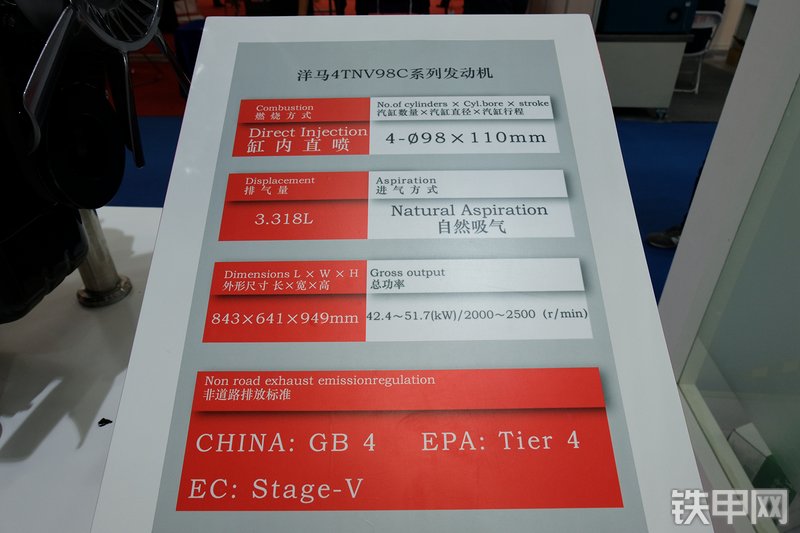 洋马4TNV98C系列发动机
Combustion
燃烧方式
Direct Injection
缸内直喷
No.of cylinders × Cyl.bore × stroke
汽缸数量×汽缸直径×汽缸行程
4-Ø98×110mm
Displacement
排气量
3.318L
Aspiration
进气方式
Natural Aspiration
自然吸气
Dimensions L × W × H
外形尺寸 长×宽×高
843×641×949mm
Gross output
总功率
42.4~51.7(kW)/2000~2500 (r/min)
Non road exhaust emissionregulation
非道路排放标准
CHINA: GB 4 EPA: Tier 4
EC: Stage-V
铁甲网